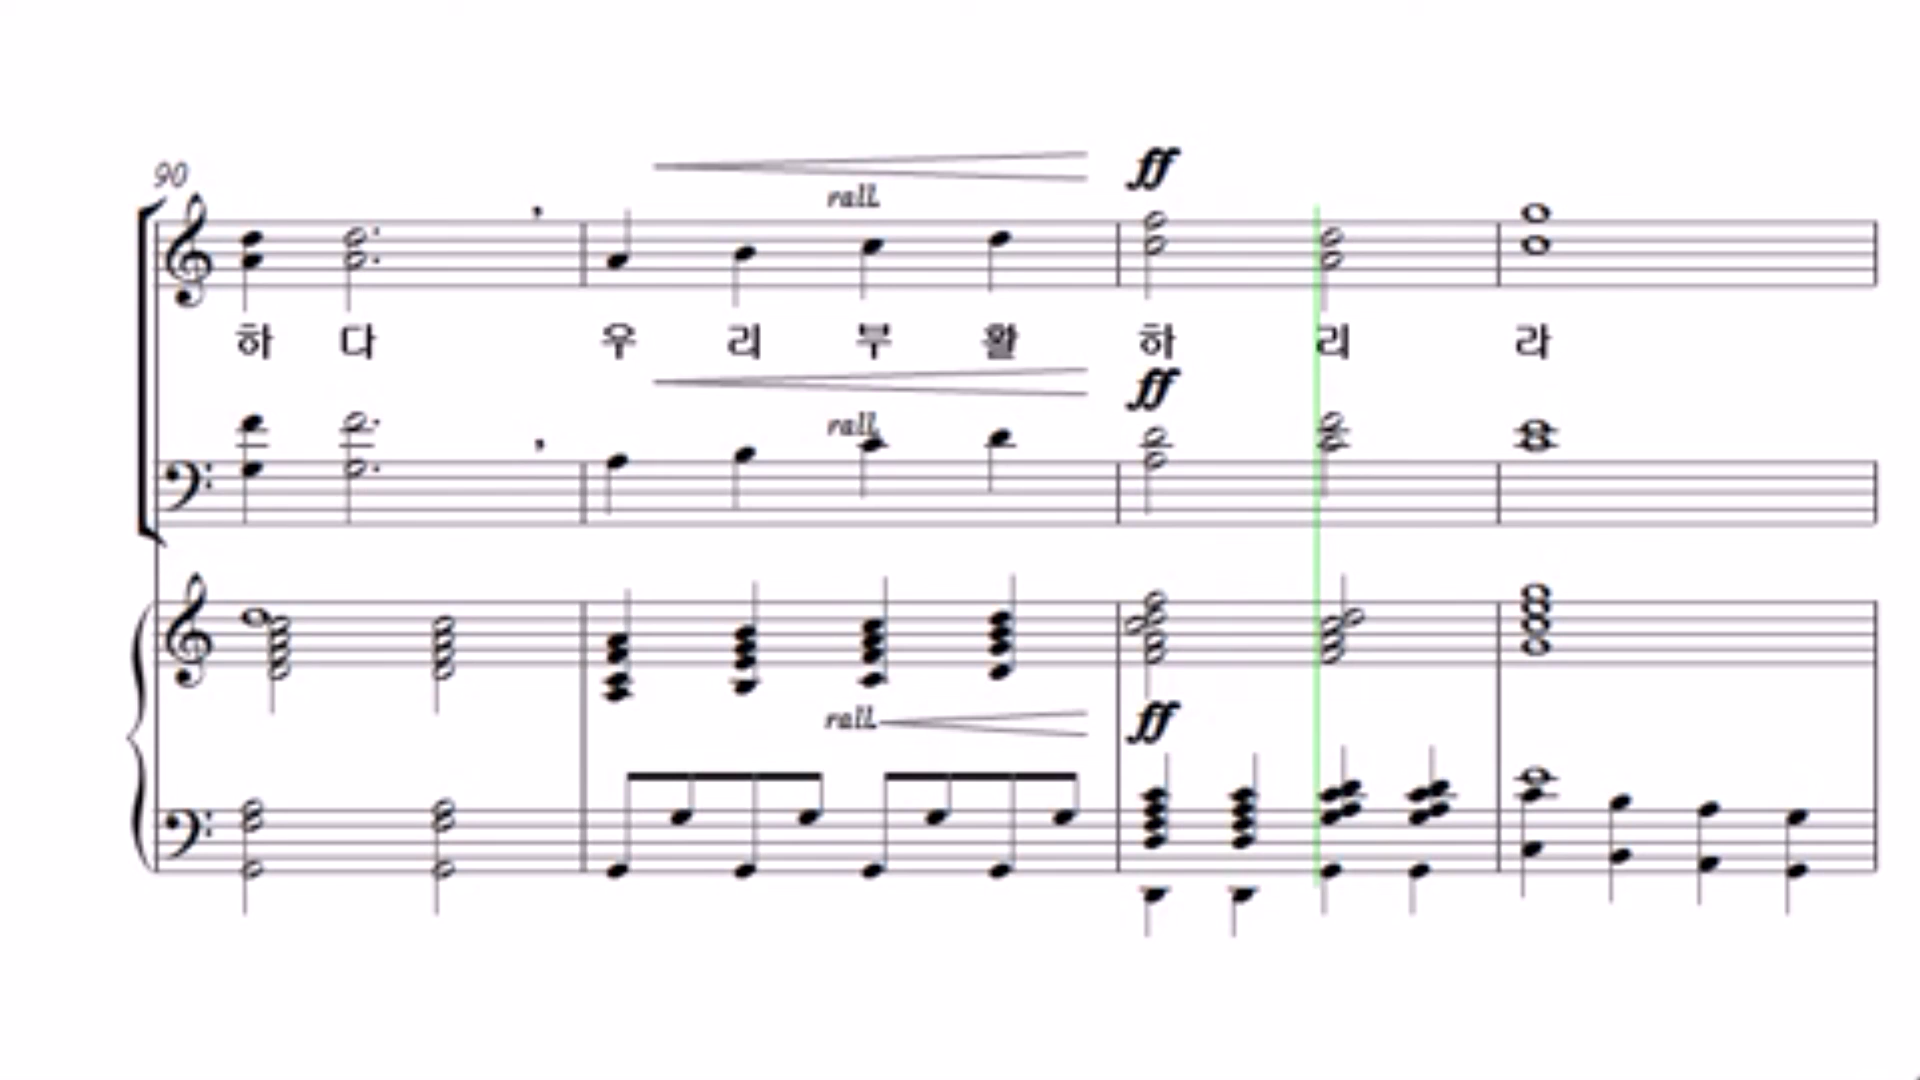 90
rall.
ff
하 다 우 리 부 활 하 리 라
ff
rall.
rall.
ff